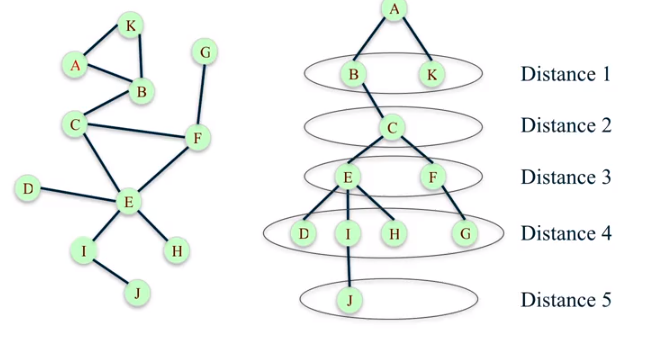 K
G
A
B
C
F
D
E
I
H
J
A
B K Distance 1
C Distance 2
E F Distance 3
D I H G Distance 4
J Distance 5